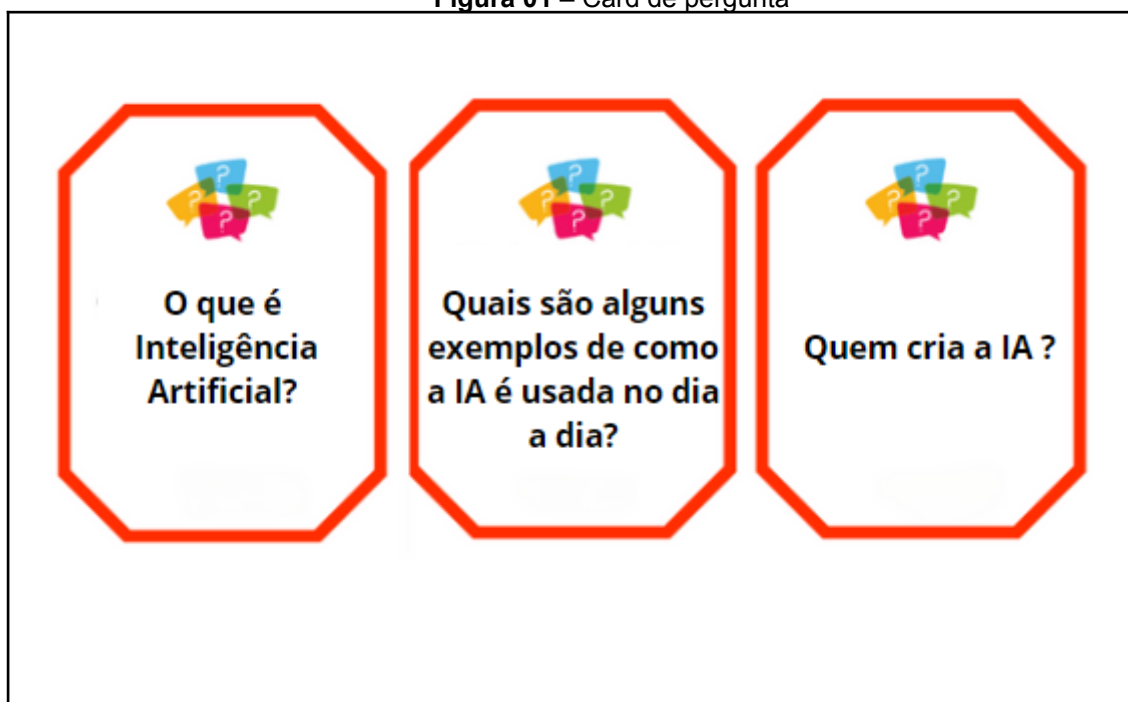 Figura 01 – Card de pergunta
? ? ? ?
O que é
Inteligência
Artificial?
? ? ? ?
Quais são alguns
exemplos de como
a IA é usada no dia
a dia?
? ? ? ?
Quem cria a IA ?